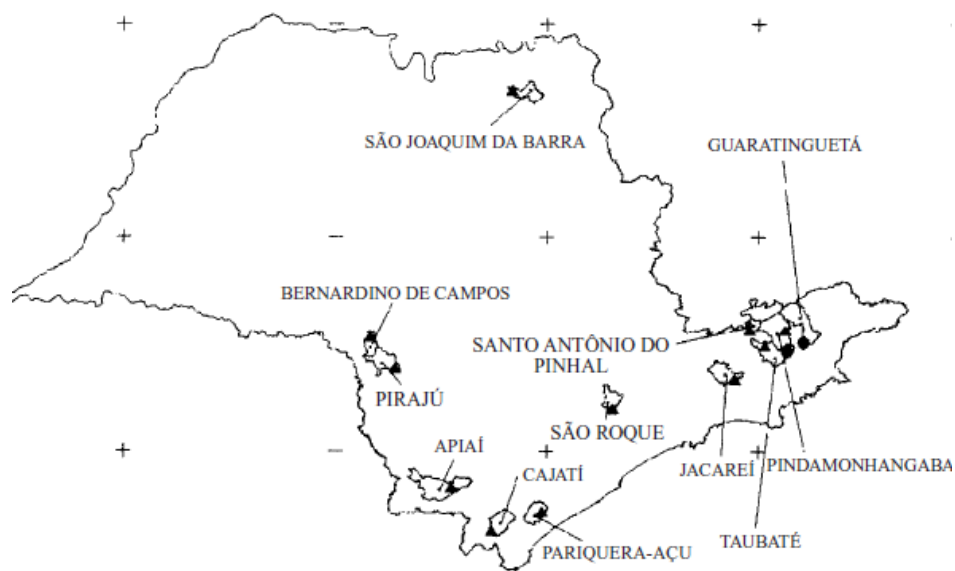 SÃO JOAQUIM DA BARRA
GUARATINGUETÁ
BERNARDINO DE CAMPOS
SANTO ANTÔNIO DO
PINHAL
PIRAJÚ
SÃO ROQUE
APIAÍ
CAJATÍ
JACAREÍ
PINDAMONHANGABA
PARIQUERA-AÇU
TAUBATÉ